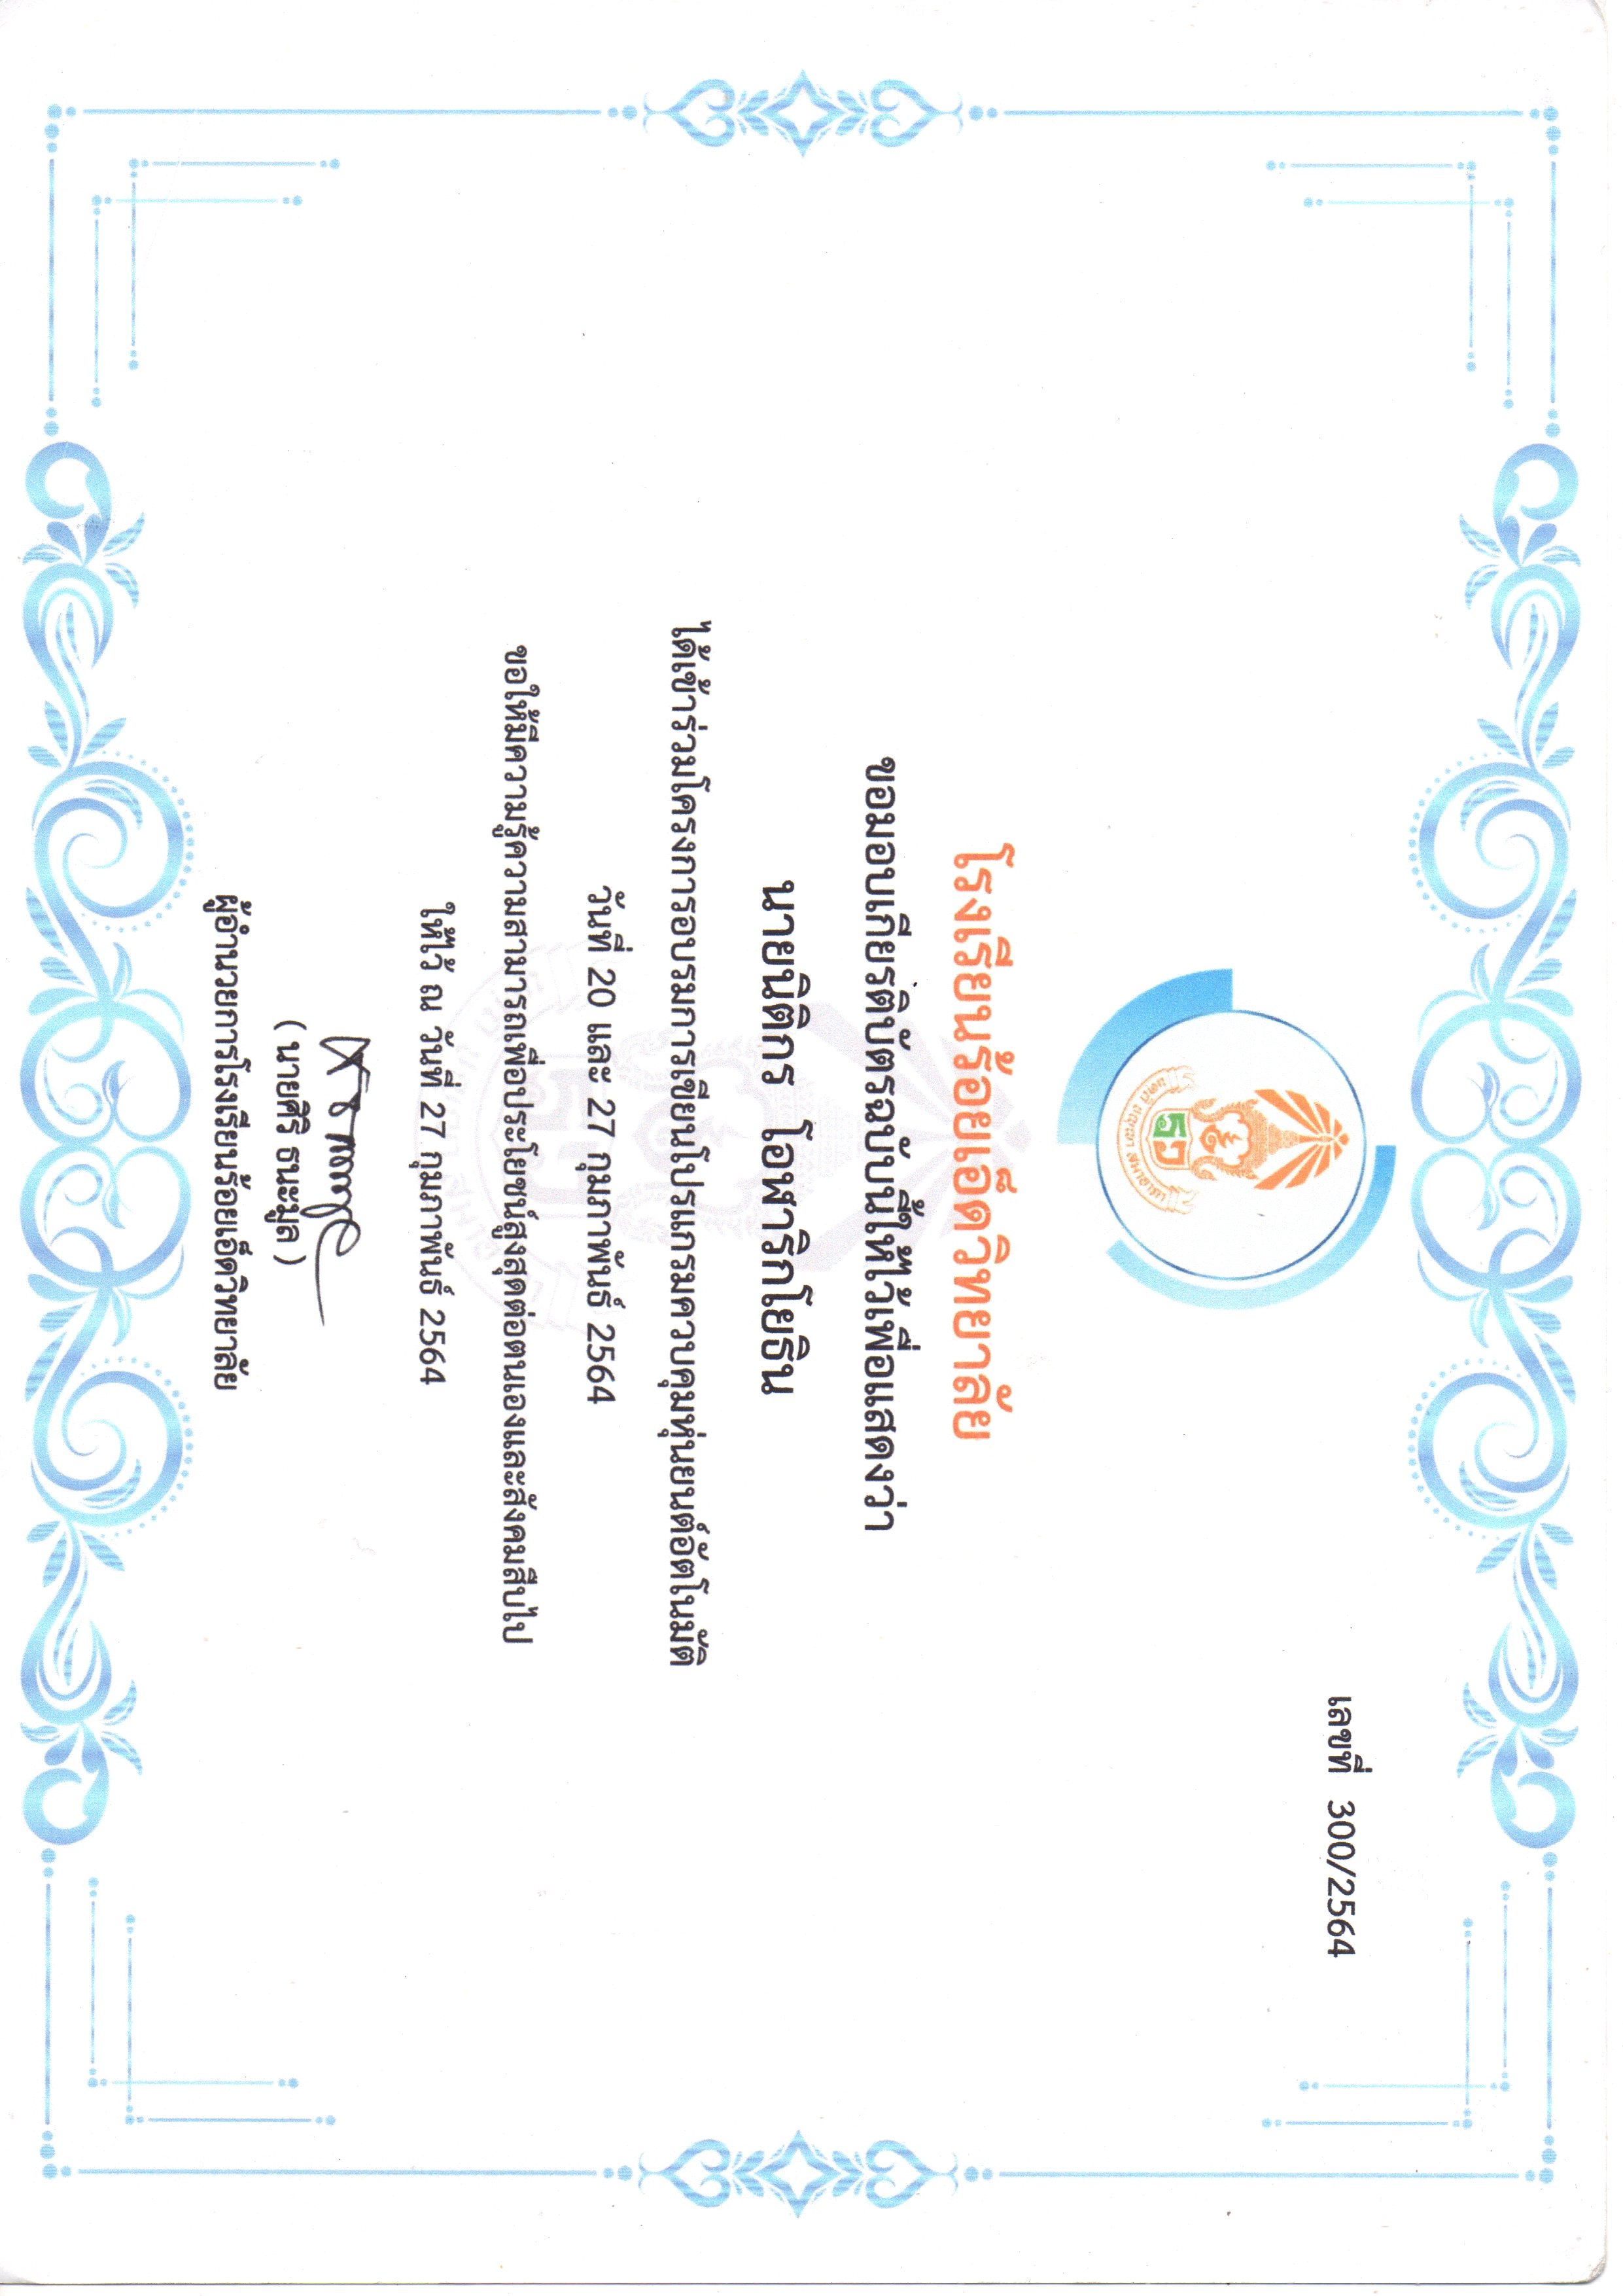 เลขที่ 300/2564
รว
นตฺถิ ปญฺญา สมาอาภา
โรงเรียนร้อยเอ็ดวิทยาลัย
ขอมอบเกียรติบัตรฉบับนี้ให้ไว้เพื่อแสดงว่า
นายนิติกร โอฬาริกโยธิน
ได้เข้าร่วมโครงการอบรมการเขียนโปรแกรมควบคุมหุ่นยนต์อัตโนมัติ
วันที่ 20 และ 27 กุมภาพันธ์ 2564
ขอให้มีความรู้ความสามารถเพื่อประโยชน์สูงสุดต่อตนเองและสังคมสืบไป
ให้ไว้ ณ วันที่ 27 กุมภาพันธ์ 2564
( นายศิริ ธนะมูล )
ผู้อำนวยการโรงเรียนร้อยเอ็ดวิทยาลัย